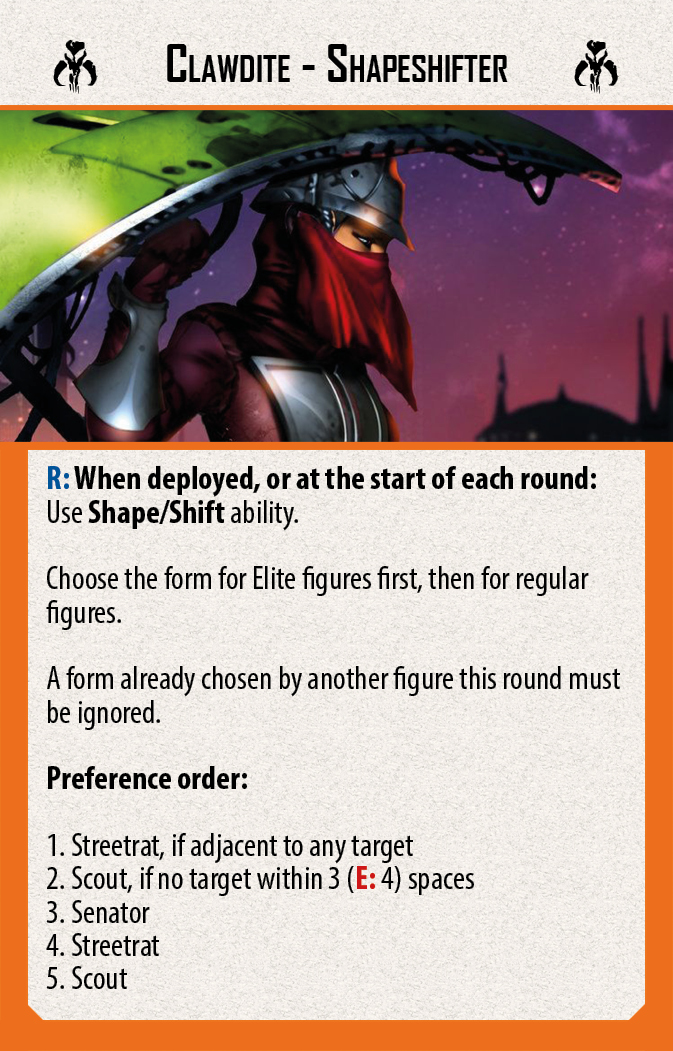 Clawdite - Shapeshifter
R: When deployed, or at the start of each round:
Use Shape/Shift ability.
Choose the form for Elite figures first, then for regular
figures.
A form already chosen by another figure this round must
be ignored.
Preference order:
1. Streetrat, if adjacent to any target
2. Scout, if no target within 3 (E: 4) spaces
3. Senator
4. Streetrat
5. Scout